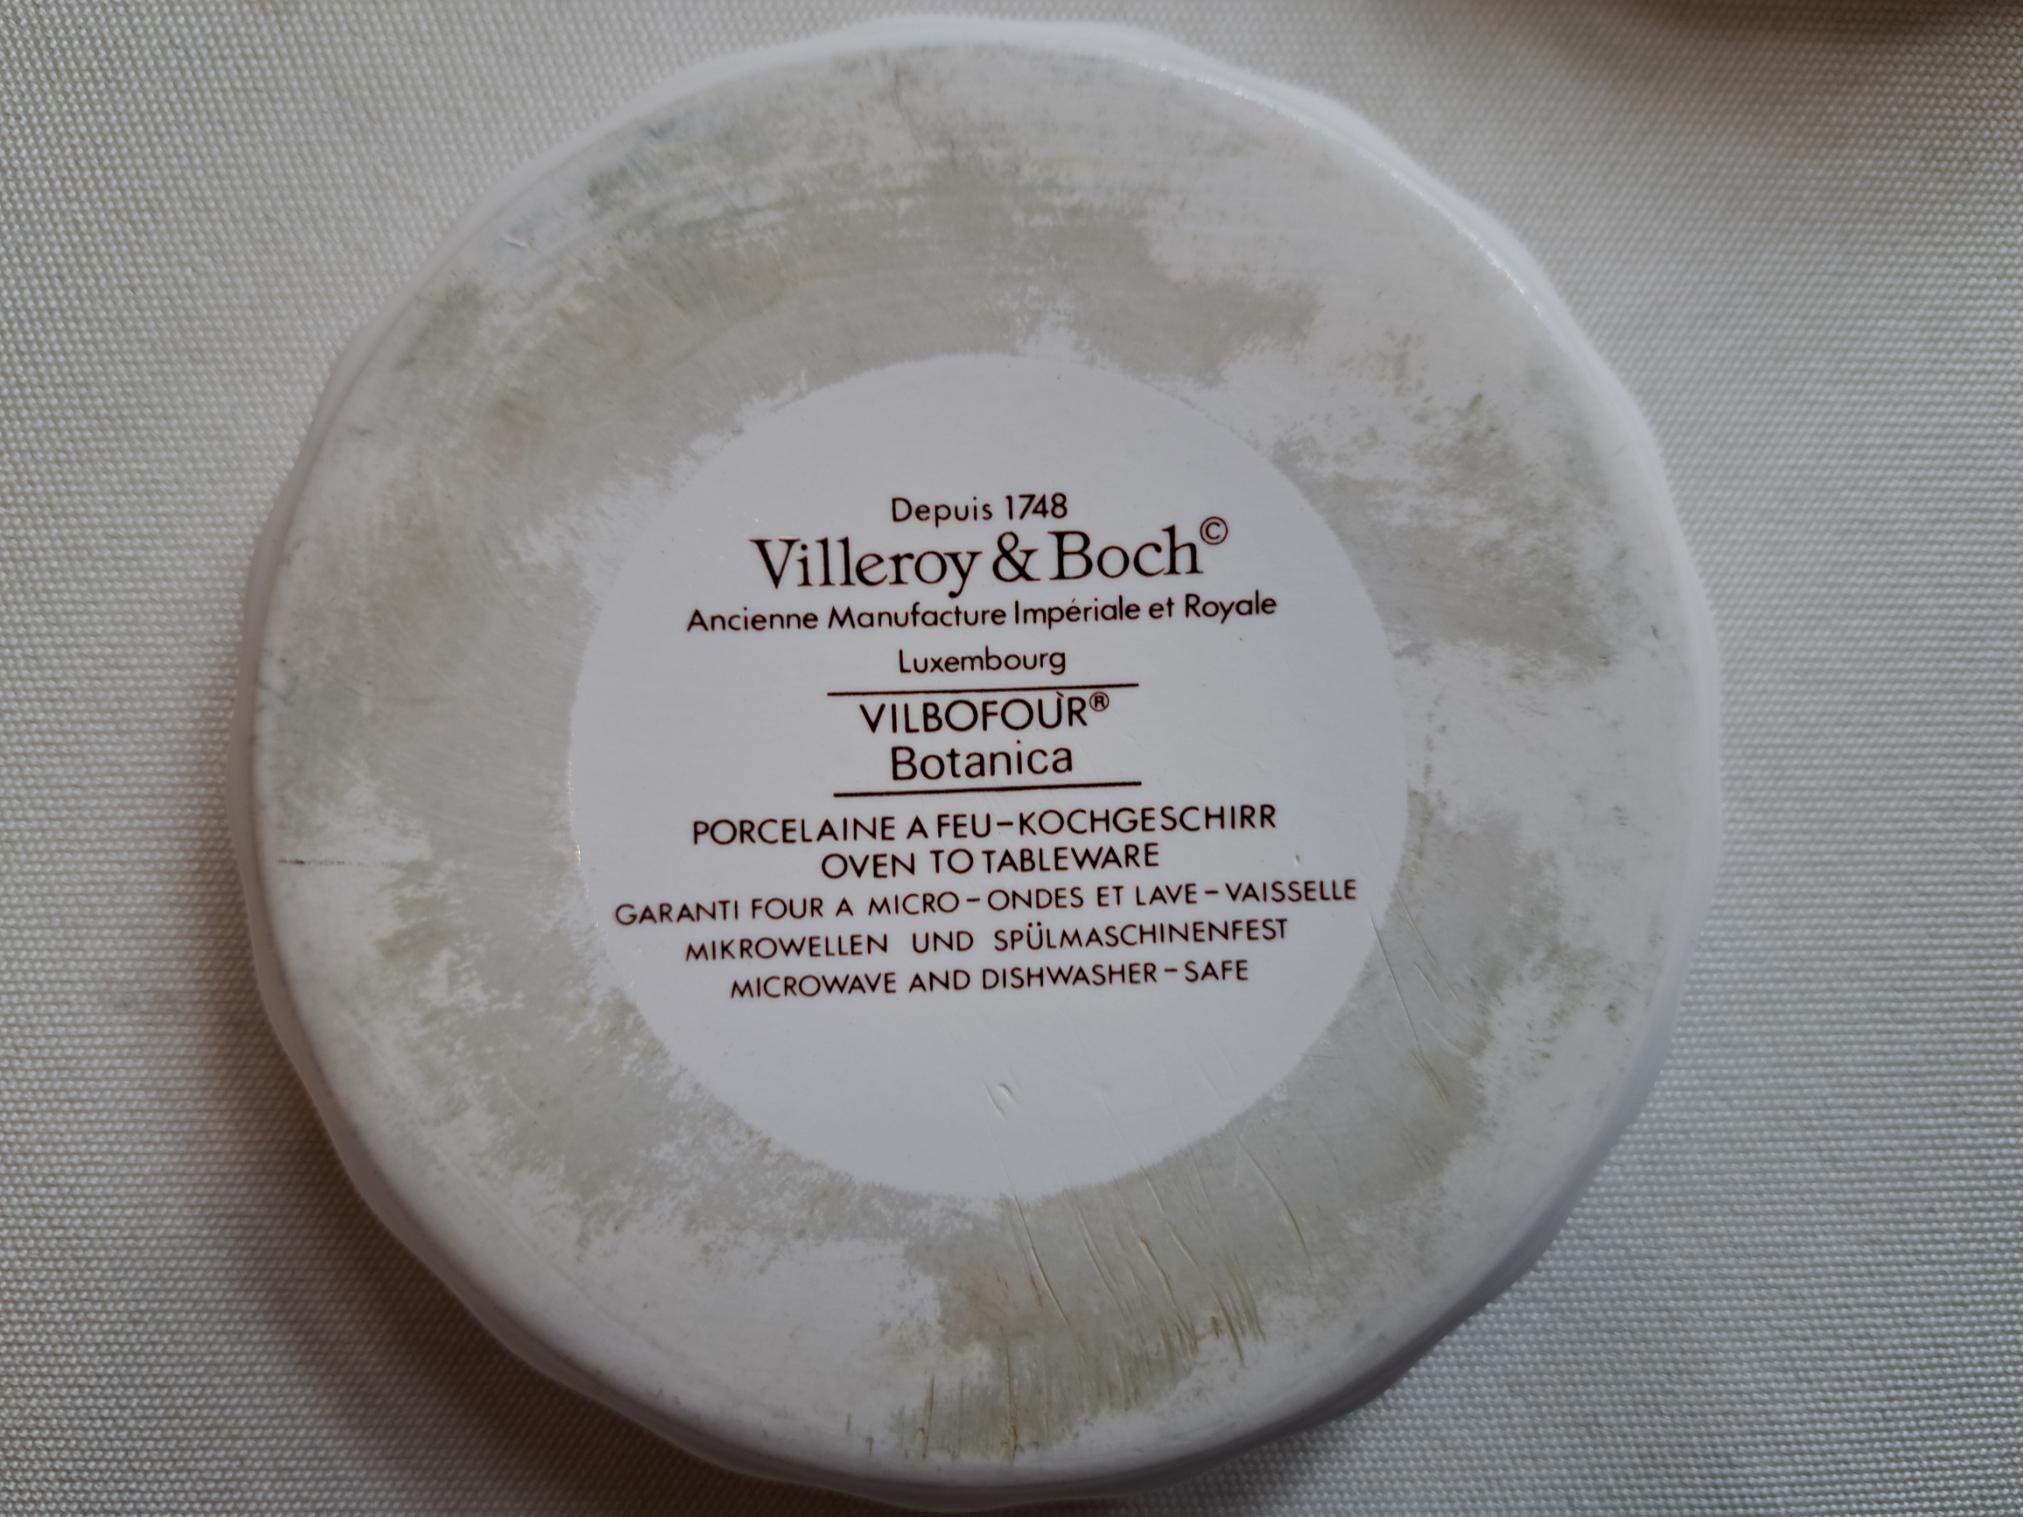 Depuis 1748
Villeroy & Boch©
Ancienne Manufacture Impériale et Royale
Luxembourg
VILBOFOUR®
Botanica
PORCELAINE A FEU-KOCHGESCHIRR
OVEN TO TABLEWARE
GARANTI FOUR A MICRO-ONDES ET LAVE-VAISSELLE
MIKROWELLEN UND SPÜLMASCHINENFEST
MICROWAVE AND DISHWASHER-SAFE